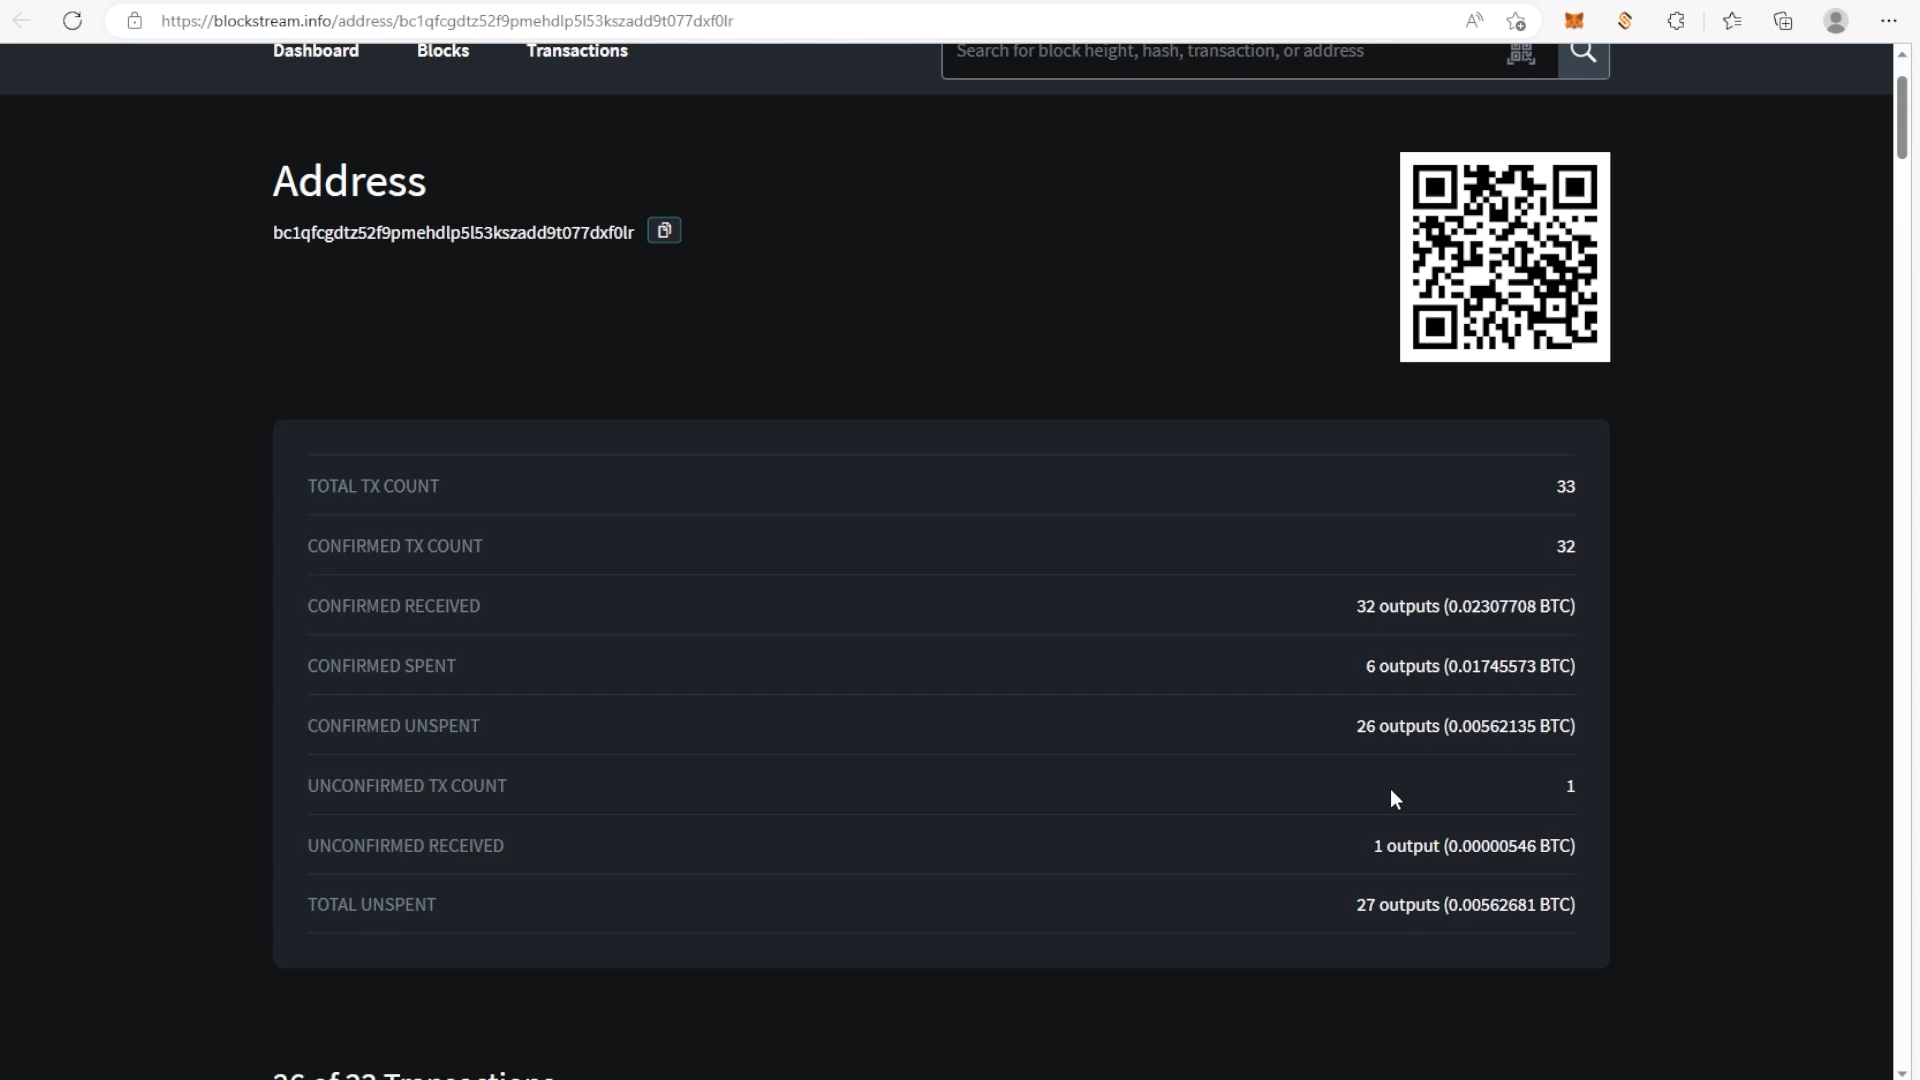 https://blockstream.info/address/bc1qfcgdtz52f9pmehdlp5l53kszadd9t077dxf0lr
Dashboard Blocks Transactions Search for block height, hash, transaction, or address
Address
bc1qfcgdtz52f9pmehdlp5l53kszadd9t077dxf0lr
TOTAL TX COUNT 33
CONFIRMED TX COUNT 32
CONFIRMED RECEIVED 32 outputs (0.02307708 BTC)
CONFIRMED SPENT 6 outputs (0.01745573 BTC)
CONFIRMED UNSPENT 26 outputs (0.00562135 BTC)
UNCONFIRMED TX COUNT 1
UNCONFIRMED RECEIVED 1 output (0.00000546 BTC)
TOTAL UNSPENT 27 outputs (0.00562681 BTC)
Transactions